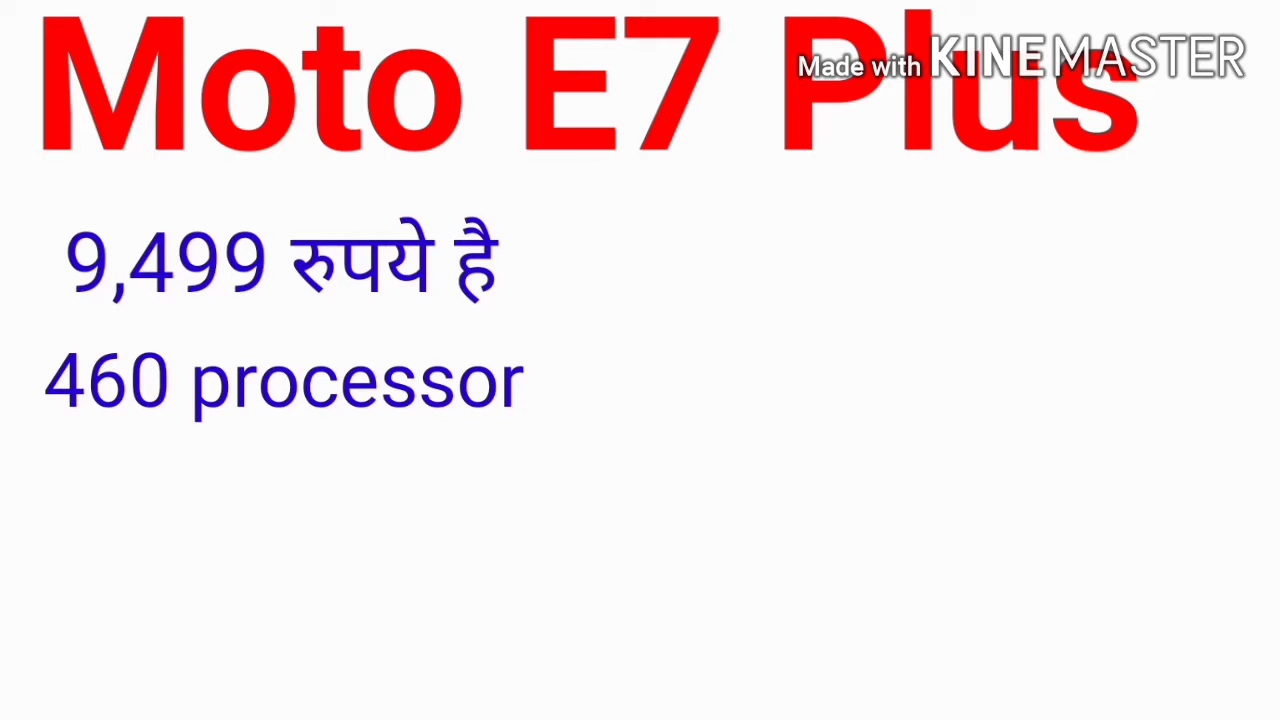 Moto E7 Plus
Made with KINEMASTER
9,499 रुपये है
460 processor